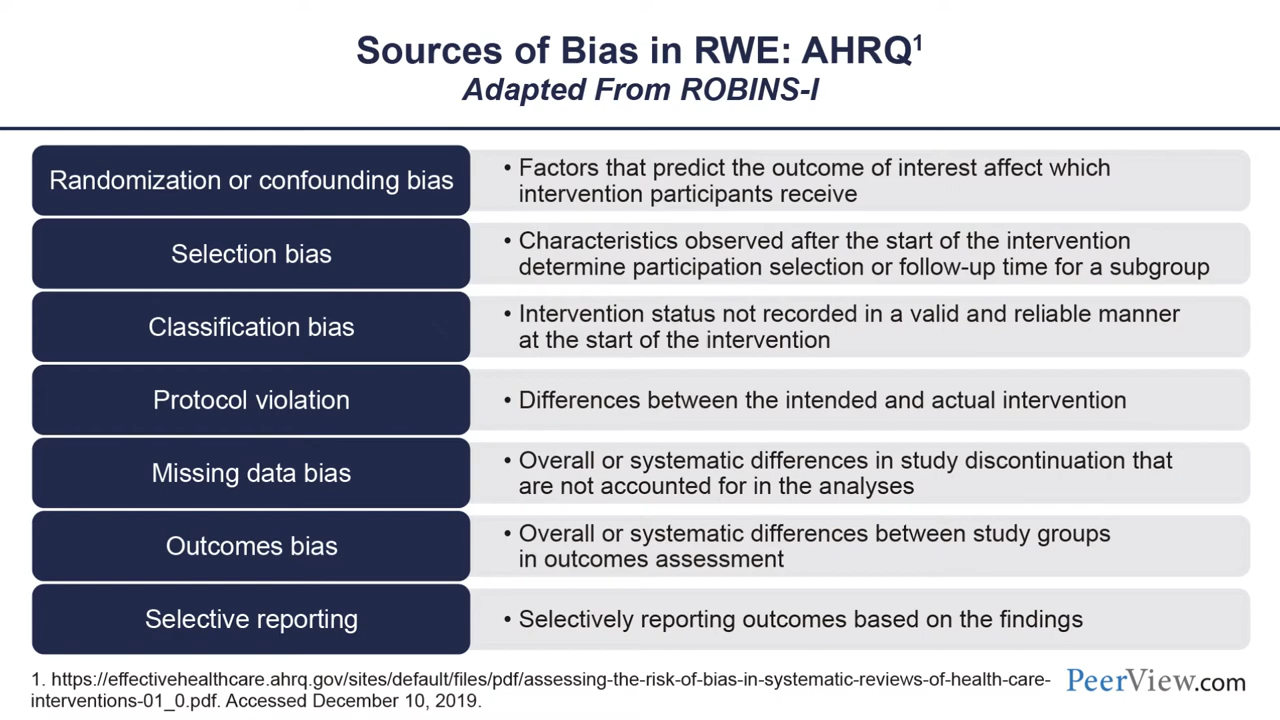 Sources of Bias in RWE: AHRQ1
Adapted From ROBINS-I
Randomization or confounding bias
• Factors that predict the outcome of interest affect which
intervention participants receive
Selection bias
• Characteristics observed after the start of the intervention
determine participation selection or follow-up time for a subgroup
Classification bias
• Intervention status not recorded in a valid and reliable manner
at the start of the intervention
Protocol violation
• Differences between the intended and actual intervention
Missing data bias
• Overall or systematic differences in study discontinuation that
are not accounted for in the analyses
Outcomes bias
• Overall or systematic differences between study groups
in outcomes assessment
Selective reporting
• Selectively reporting outcomes based on the findings
1. https://effectivehealthcare.ahrq.gov/sites/default/files/pdf/assessing-the-risk-of-bias-in-systematic-reviews-of-health-care-
interventions-01_0.pdf. Accessed December 10, 2019.
PeerView.com